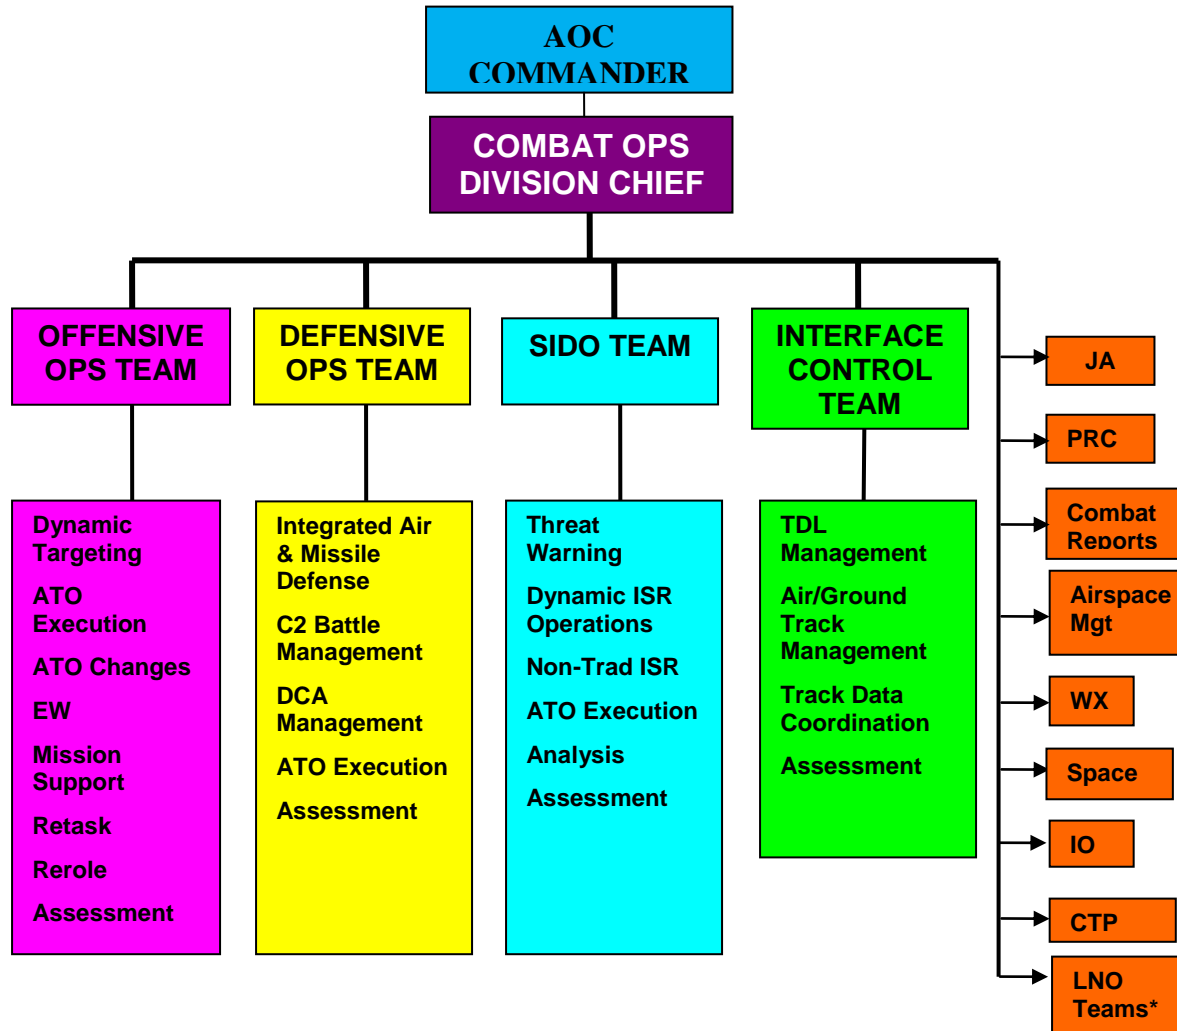 AOC
COMMANDER
COMBAT OPS
DIVISION CHIEF
OFFENSIVE
OPS TEAM
DEFENSIVE
OPS TEAM
SIDO TEAM
INTERFACE
CONTROL
TEAM
Dynamic
Targeting
ATO
Execution
ATO Changes
EW
Mission
Support
Retask
Rerole
Assessment
Integrated Air
& Missile
Defense
C2 Battle
Management
DCA
Management
ATO Execution
Assessment
Threat
Warning
Dynamic ISR
Operations
Non-Trad ISR
ATO Execution
Analysis
Assessment
TDL
Management
Air/Ground
Track
Management
Track Data
Coordination
Assessment
JA
PRC
Combat
Reports
Airspace
Mgt
WX
Space
IO
CTP
LNO
Teams*